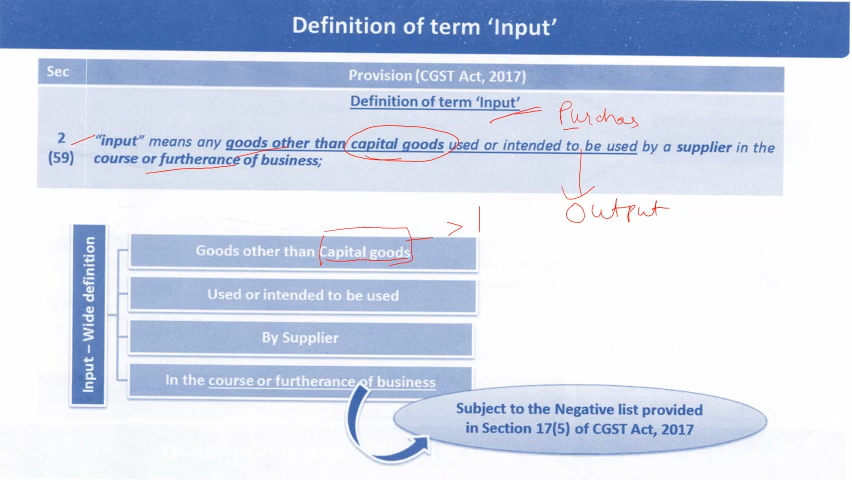 Definition of term ‘Input’
Sec
Provision (CGST Act, 2017)
Definition of term ‘Input’
Purchas
2
(59)
“input” means any goods other than capital goods used or intended to be used by a supplier in the
course or furtherance of business;
Output
> 1
Input – Wide definition
Goods other than Capital goods
Used or intended to be used
By Supplier
In the course or furtherance of business
Subject to the Negative list provided
in Section 17(5) of CGST Act, 2017